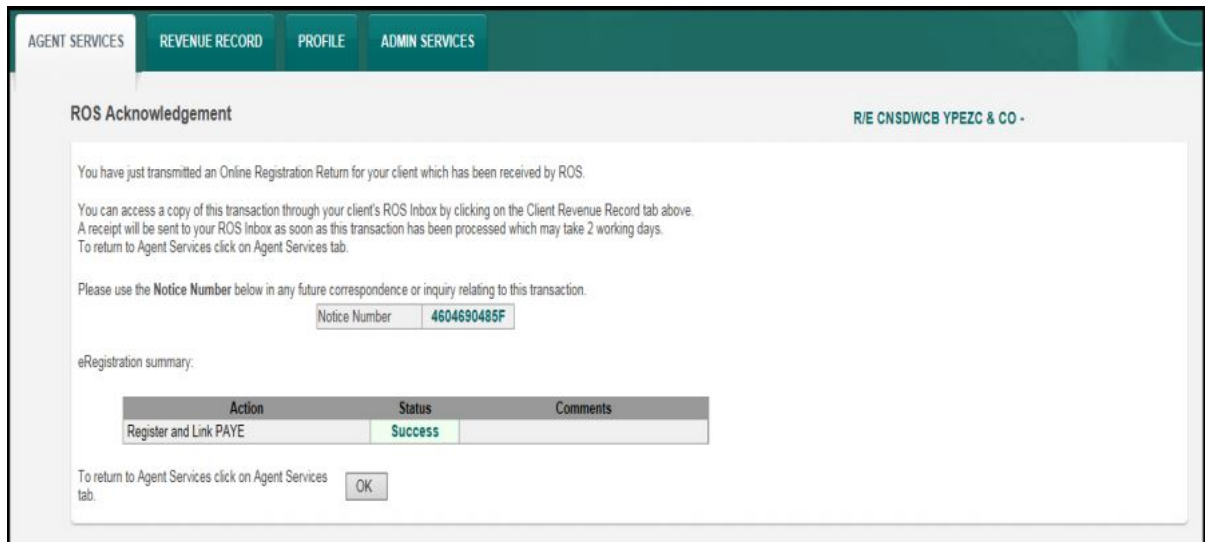 AGENT SERVICES REVENUE RECORD PROFILE ADMIN SERVICES
ROS Acknowledgement
R/E CNSDWCB YPEZC & CO -
You have just transmitted an Online Registration Return for your client which has been received by ROS.
You can access a copy of this transaction through your client's ROS Inbox by clicking on the Client Revenue Record tab above.
A receipt will be sent to your ROS Inbox as soon as this transaction has been processed which may take 2 working days.
To return to Agent Services click on Agent Services tab.
Please use the Notice Number below in any future correspondence or inquiry relating to this transaction.
Notice Number 4604690485F
eRegistration summary:
Action Status Comments
Register and Link PAYE Success
To return to Agent Services click on Agent Services
tab.
OK